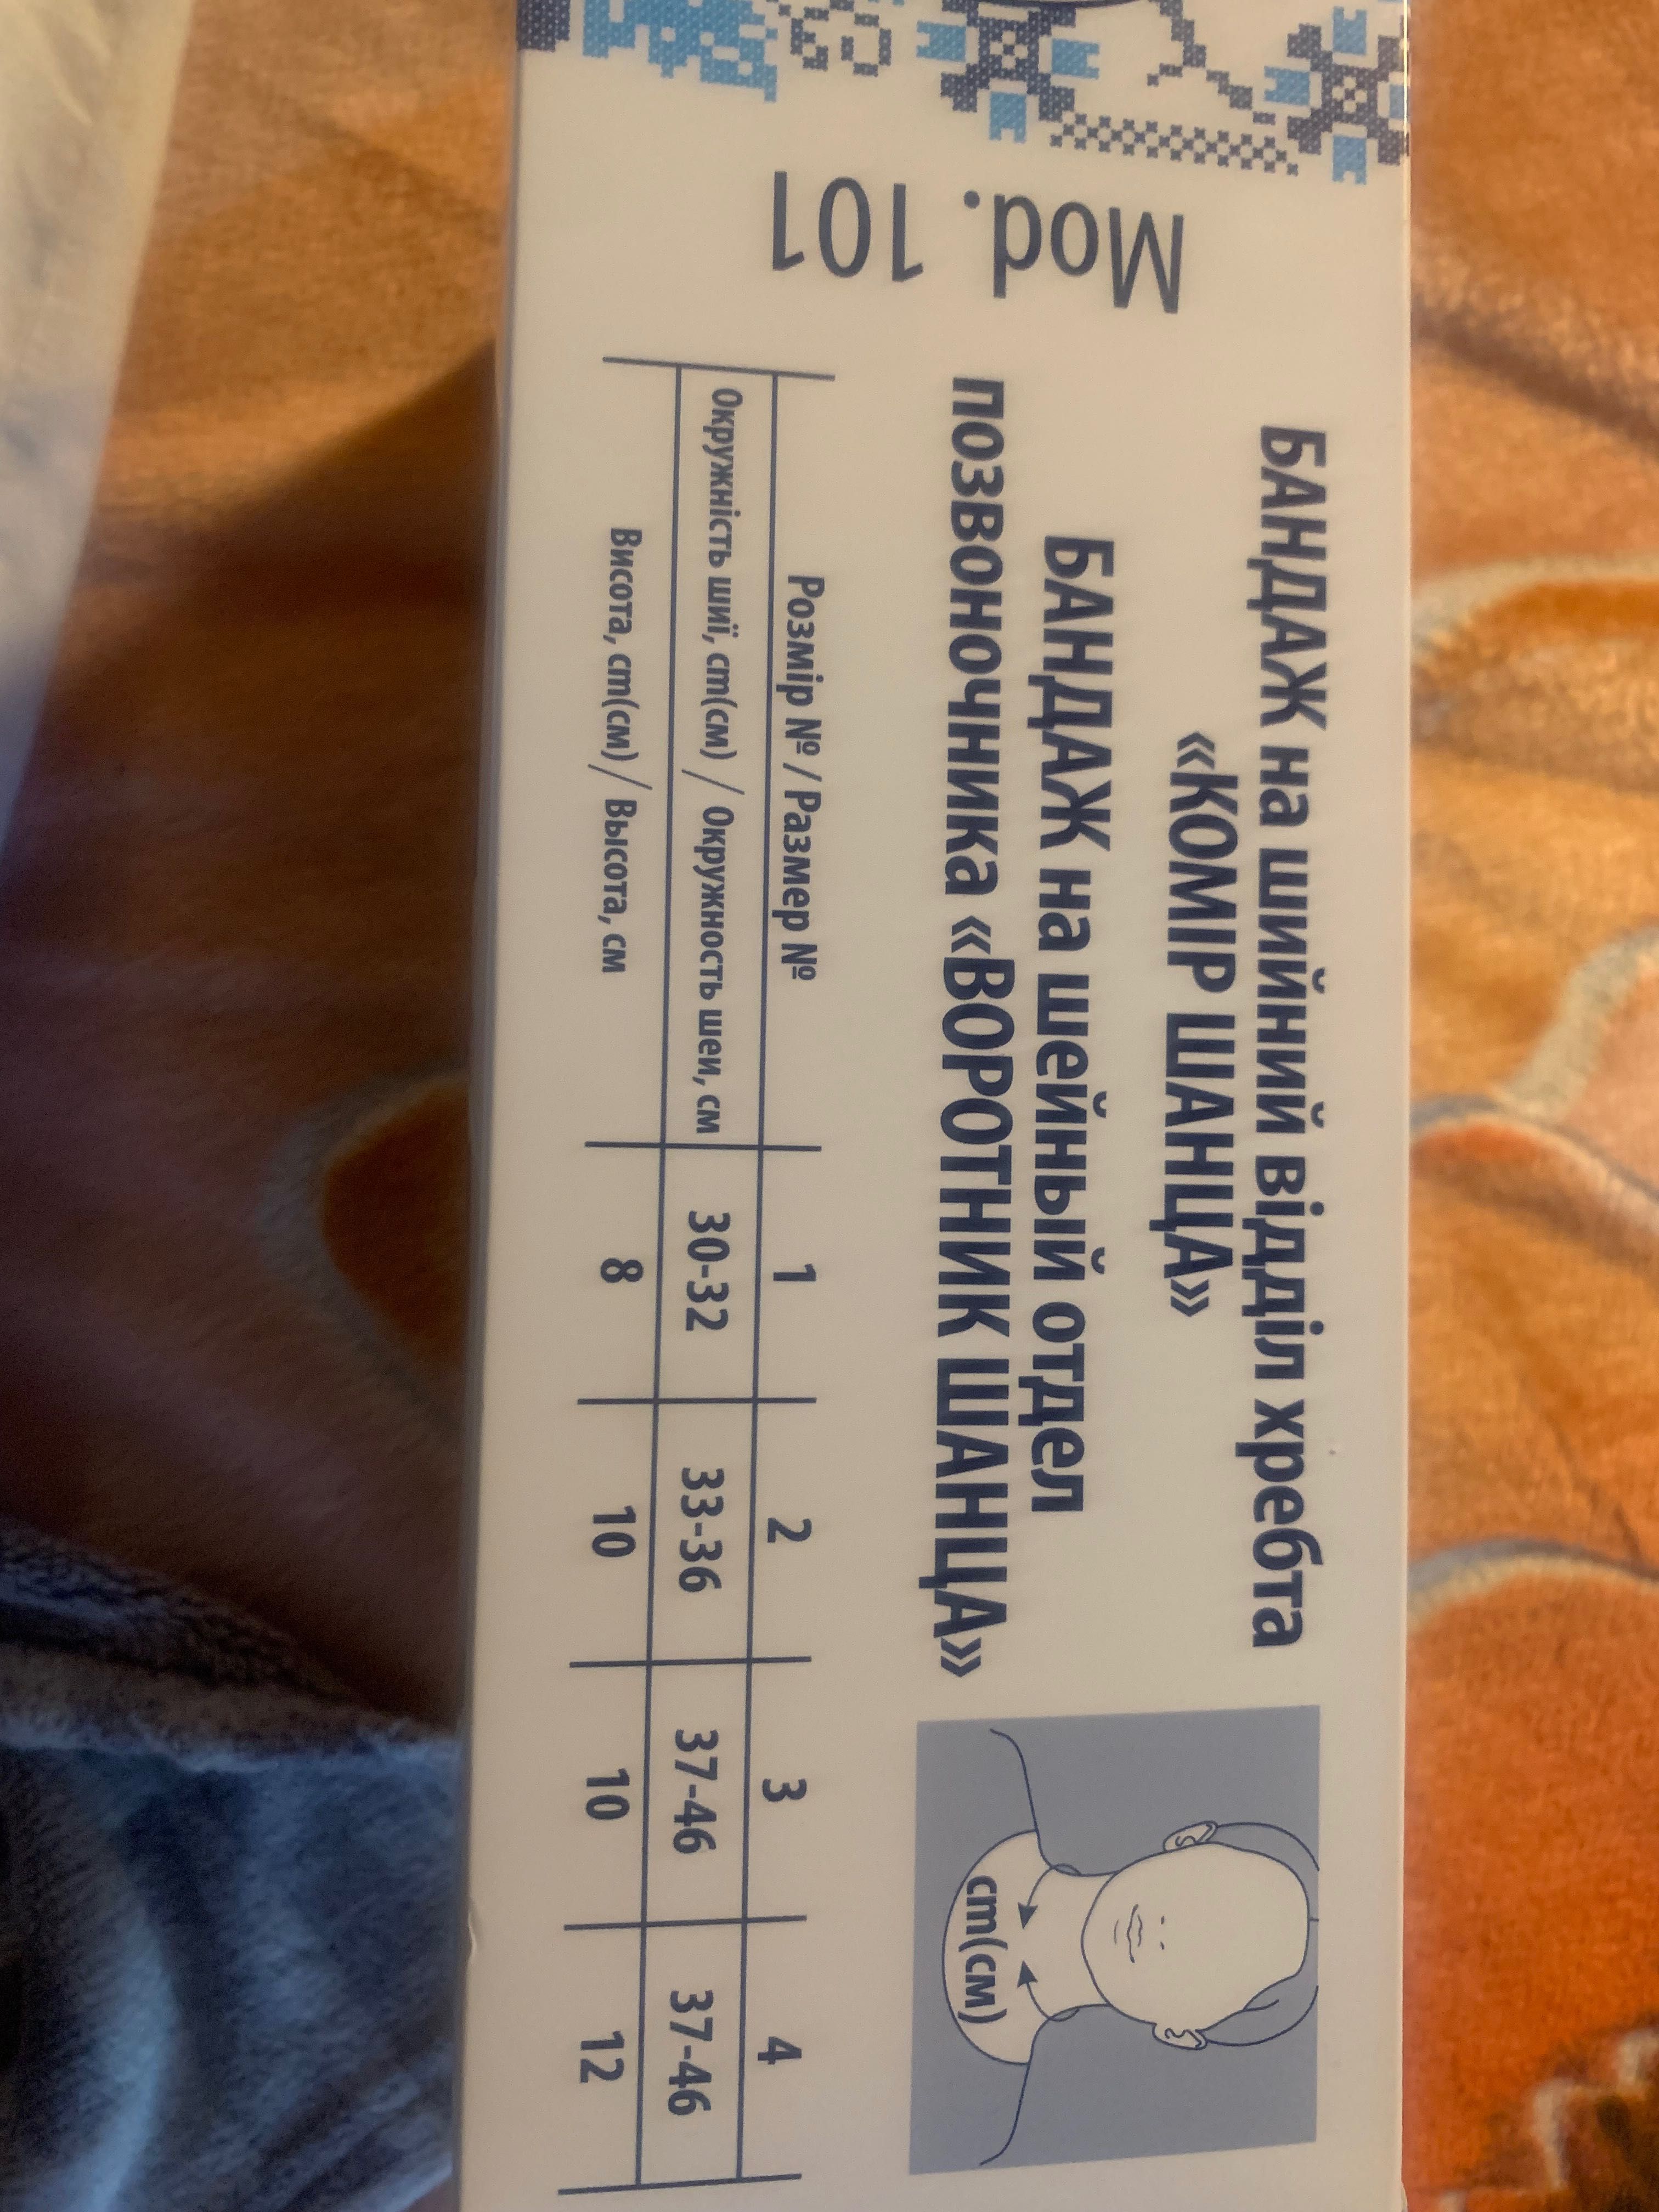 Mod. 101
БАНДАЖ на шийний відділ хребта
«КОМІР ШАНЦА»
БАНДАЖ на шейный отдел
позвоночника «ВОРОТНИК ШАНЦА»
cm(см)
Розмір № / Размер № 1 2 3 4
Окружність шиї, cm(см) / Окружность шеи, см 30-32 33-36 37-46 37-46
Висота, cm(см) / Высота, см 8 10 10 12